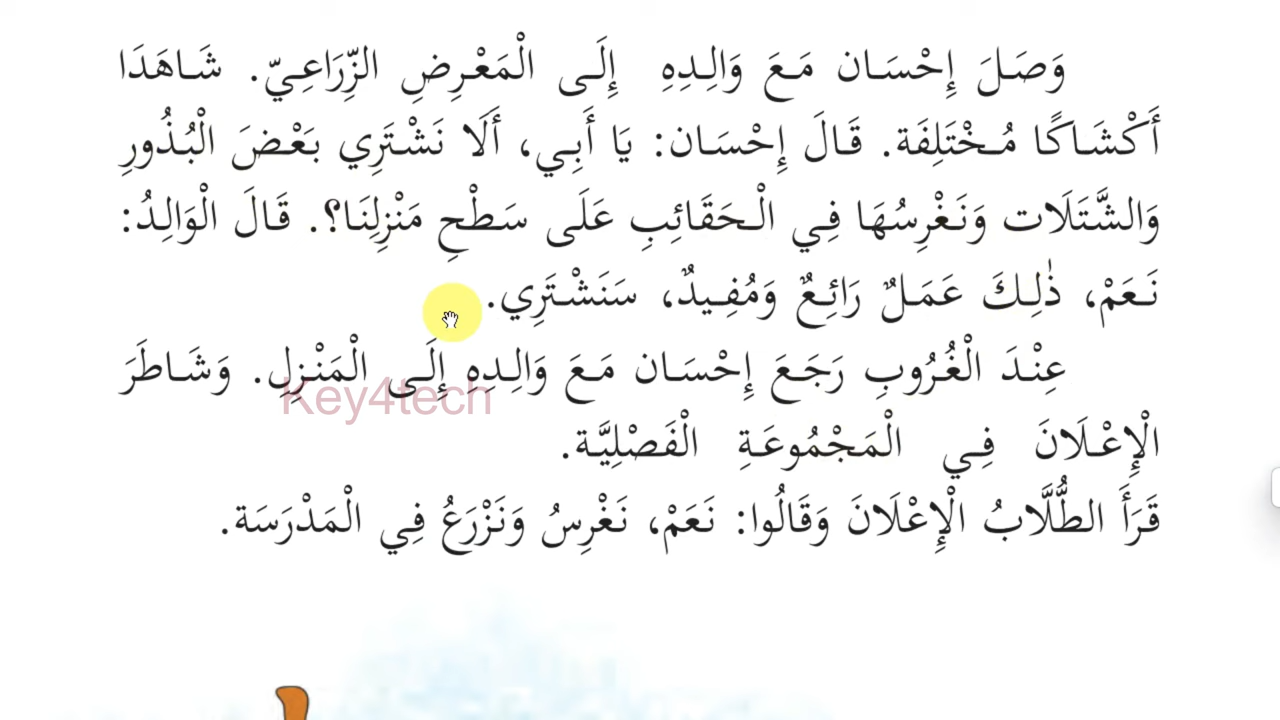 وَصَلَ إِحْسَان مَعَ وَالِدِهِ إِلَى الْمَعْرِضِ الزِّرَاعِيّ. شَاهَدَا
أَكْشَاكًا مُخْتَلِفَة. قَالَ إِحْسَان: يَا أَبِي، أَلَا نَشْتَرِي بَعْضَ الْبُذُورِ
وَالشَّتَلَات وَنَغْرِسُهَا فِي الْحَقَائِبِ عَلَى سَطْحِ مَنْزِلِنَا؟. قَالَ الْوَالِدُ:
نَعَمْ، ذٰلِكَ عَمَلٌ رَائِعٌ وَمُفِيدٌ، سَنَشْتَرِي.
عِنْدَ الْغُرُوبِ رَجَعَ إِحْسَان مَعَ وَالِدِهِ إِلَى الْمَنْزِلِ. وَشَاطَرَ
Key4tech
الْإِعْلَانَ فِي الْمَجْمُوعَةِ الْفَصْلِيَّة.
قَرَأَ الطُّلَّابُ الْإِعْلَانَ وَقَالُوا: نَعَمْ، نَغْرِسُ وَنَزْرَعُ فِي الْمَدْرَسَة.